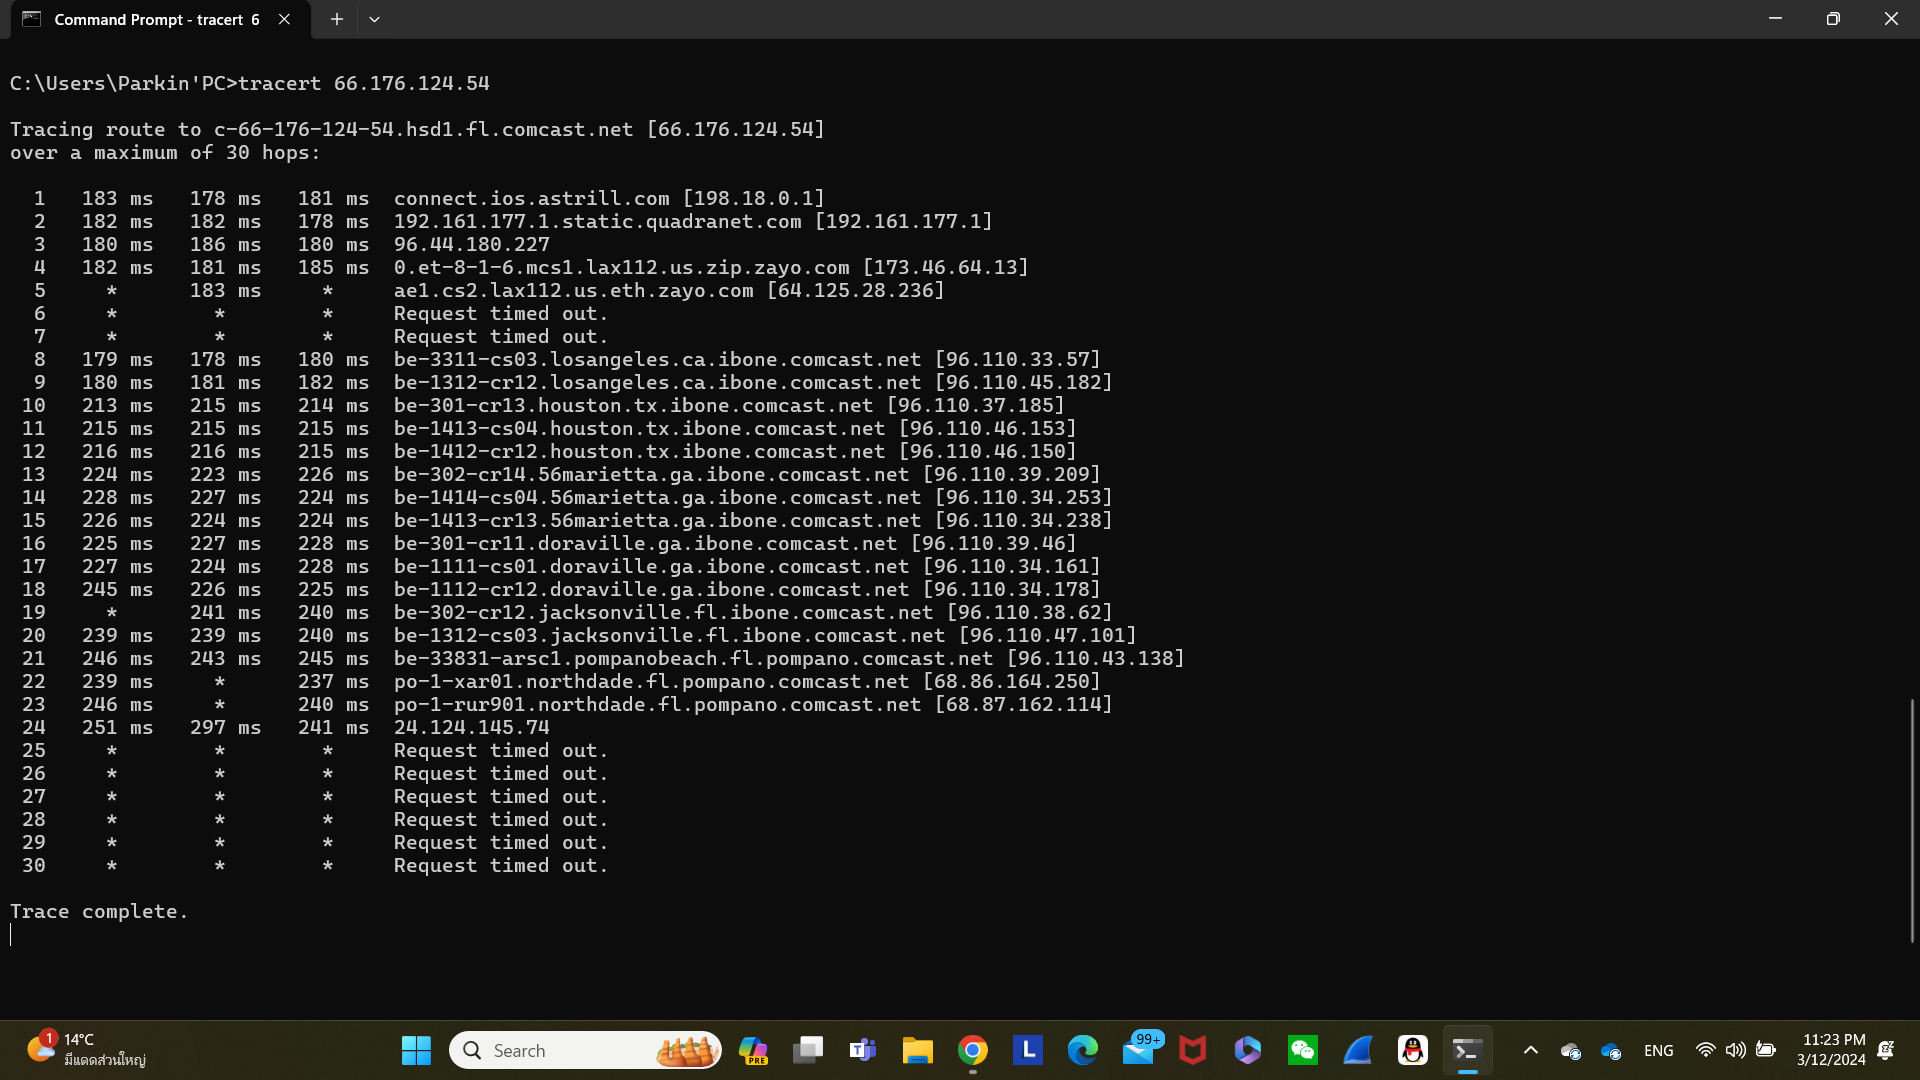 Command Prompt - tracert 6
C:\Users\Parkin'PC>tracert 66.176.124.54
Tracing route to c-66-176-124-54.hsd1.fl.comcast.net [66.176.124.54]
over a maximum of 30 hops:
1 183 ms 178 ms 181 ms connect.ios.astrill.com [198.18.0.1]
2 182 ms 182 ms 178 ms 192.161.177.1.static.quadranet.com [192.161.177.1]
3 180 ms 186 ms 180 ms 96.44.180.227
4 182 ms 181 ms 185 ms 0.et-8-1-6.mcs1.lax112.us.zip.zayo.com [173.46.64.13]
5 * 183 ms * ae1.cs2.lax112.us.eth.zayo.com [64.125.28.236]
6 * * * Request timed out.
7 * * * Request timed out.
8 179 ms 178 ms 180 ms be-3311-cs03.losangeles.ca.ibone.comcast.net [96.110.33.57]
9 180 ms 181 ms 182 ms be-1312-cr12.losangeles.ca.ibone.comcast.net [96.110.45.182]
10 213 ms 215 ms 214 ms be-301-cr13.houston.tx.ibone.comcast.net [96.110.37.185]
11 215 ms 215 ms 215 ms be-1413-cs04.houston.tx.ibone.comcast.net [96.110.46.153]
12 216 ms 216 ms 215 ms be-1412-cr12.houston.tx.ibone.comcast.net [96.110.46.150]
13 224 ms 223 ms 226 ms be-302-cr14.56marietta.ga.ibone.comcast.net [96.110.39.209]
14 228 ms 227 ms 224 ms be-1414-cs04.56marietta.ga.ibone.comcast.net [96.110.34.253]
15 226 ms 224 ms 224 ms be-1413-cr13.56marietta.ga.ibone.comcast.net [96.110.34.238]
16 225 ms 227 ms 228 ms be-301-cr11.doraville.ga.ibone.comcast.net [96.110.39.46]
17 227 ms 224 ms 228 ms be-1111-cs01.doraville.ga.ibone.comcast.net [96.110.34.161]
18 245 ms 226 ms 225 ms be-1112-cr12.doraville.ga.ibone.comcast.net [96.110.34.178]
19 * 241 ms 240 ms be-302-cr12.jacksonville.fl.ibone.comcast.net [96.110.38.62]
20 239 ms 239 ms 240 ms be-1312-cs03.jacksonville.fl.ibone.comcast.net [96.110.47.101]
21 246 ms 243 ms 245 ms be-33831-arsc1.pompanobeach.fl.pompano.comcast.net [96.110.43.138]
22 239 ms * 237 ms po-1-xar01.northdade.fl.pompano.comcast.net [68.86.164.250]
23 246 ms * 240 ms po-1-rur901.northdade.fl.pompano.comcast.net [68.87.162.114]
24 251 ms 297 ms 241 ms 24.124.145.74
25 * * * Request timed out.
26 * * * Request timed out.
27 * * * Request timed out.
28 * * * Request timed out.
29 * * * Request timed out.
30 * * * Request timed out.
Trace complete.
1
14°C
มีแดดส่วนใหญ่
Search
PRE
L
99+
ENG
11:23 PM
3/12/2024